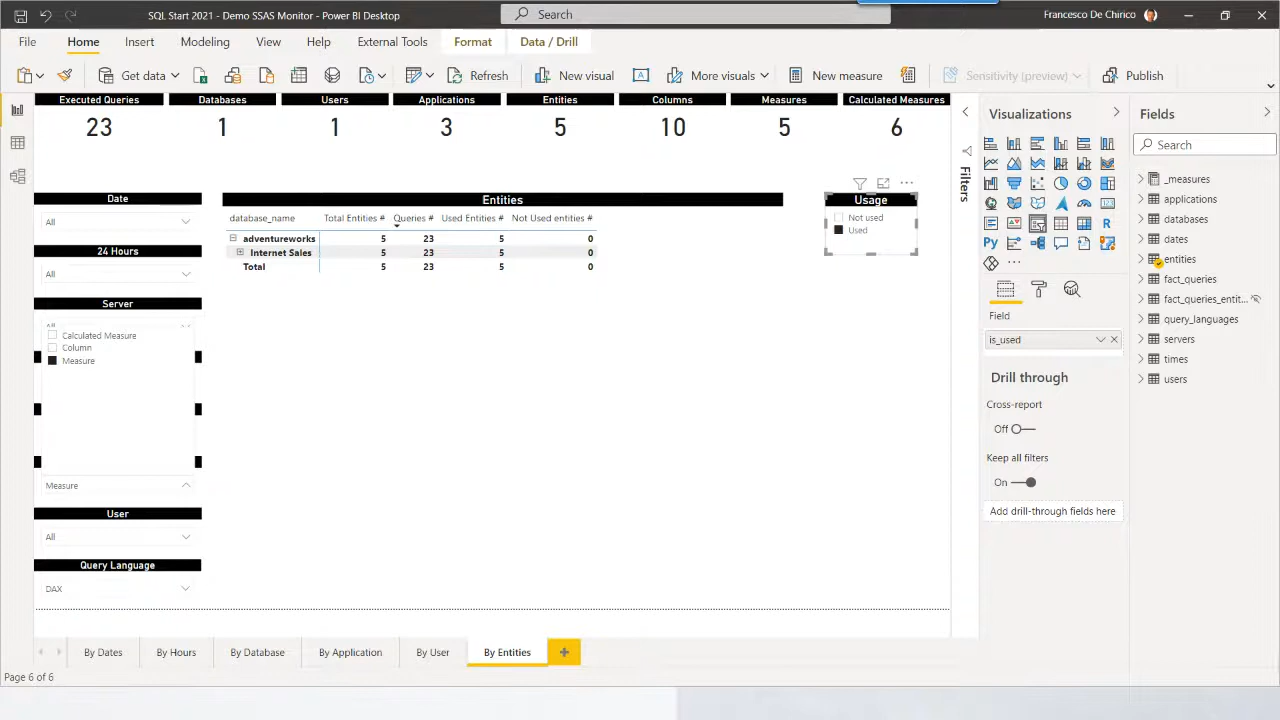 SQL Start 2021 - Demo SSAS Monitor - Power BI Desktop
Search
Francesco De Chirico
File
Home
Insert
Modeling
View
Help
External Tools
Format
Data / Drill
Get data
Refresh
New visual
More visuals
New measure
Sensitivity (preview)
Publish
Executed Queries
Databases
Users
Applications
Entities
Columns
Measures
Calculated Measures
23
1
1
3
5
10
5
6
Date
All
24 Hours
All
Server
All
Calculated Measure
Column
Measure
Measure
User
All
Query Language
DAX
Entities
database_name Total Entities # Queries # Used Entities # Not Used entities #
adventureworks 5 23 5 0
Internet Sales 5 23 5 0
Total 5 23 5 0
Usage
Not used
Used
Filters
Visualizations
R
Py
123
Field
is_used
Drill through
Cross-report
Off
Keep all filters
On
Add drill-through fields here
Fields
Search
_measures
applications
databases
dates
entities
fact_queries
fact_queries_entit...
query_languages
servers
times
users
By Dates
By Hours
By Database
By Application
By User
By Entities
Page 6 of 6